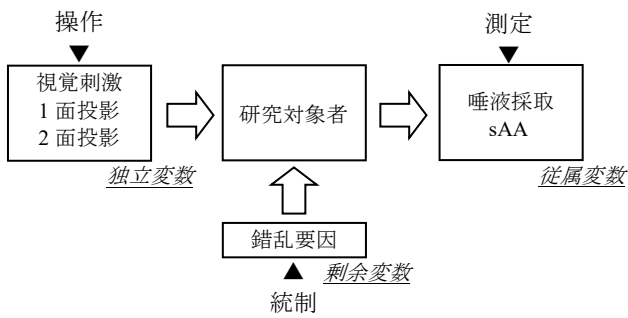 操作
視覚刺激
1 面投影
2 面投影
独立変数
研究対象者
測定
唾液採取
sAA
従属変数
錯乱要因
剰余変数
統制